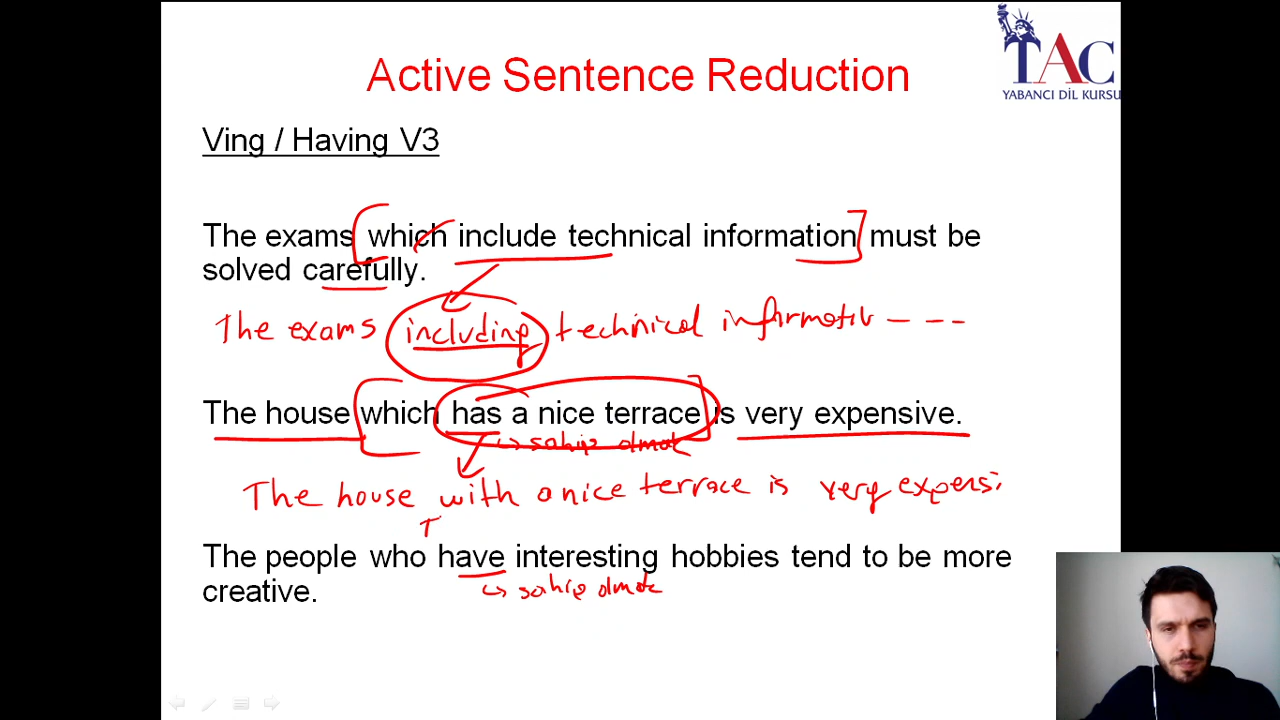 TAC
YABANCI DİL KURSU
Active Sentence Reduction
Ving / Having V3
The exams which include technical information must be
solved carefully.
The exams including technical informatiu - - -
The house which has a nice terrace is very expensive.
↳ sahip olmak
The house with a nice terrace is very expensi
The people who have interesting hobbies tend to be more
↳ sahip olmak
creative.